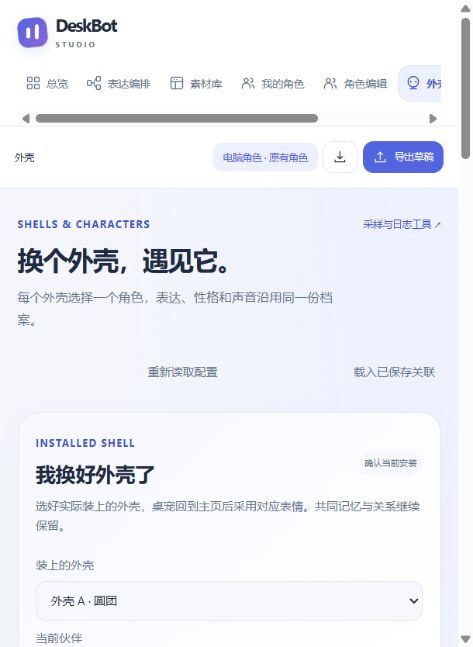 DeskBot
STUDIO
总览 表达编排 素材库 我的角色 角色编辑
外壳 电脑角色 · 原有角色 导出草稿
SHELLS & CHARACTERS 采样与日志工具 ↗
换个外壳，遇见它。
每个外壳选择一个角色，表达、性格和声音沿用同一份档
案。
重新读取配置 载入已保存关联
INSTALLED SHELL
我换好外壳了 确认当前安装
选好实际装上的外壳，桌宠回到主页后采用对应表情。共同记忆与关系继续
保留。
装上的外壳
外壳 A · 圆团
当前伙伴